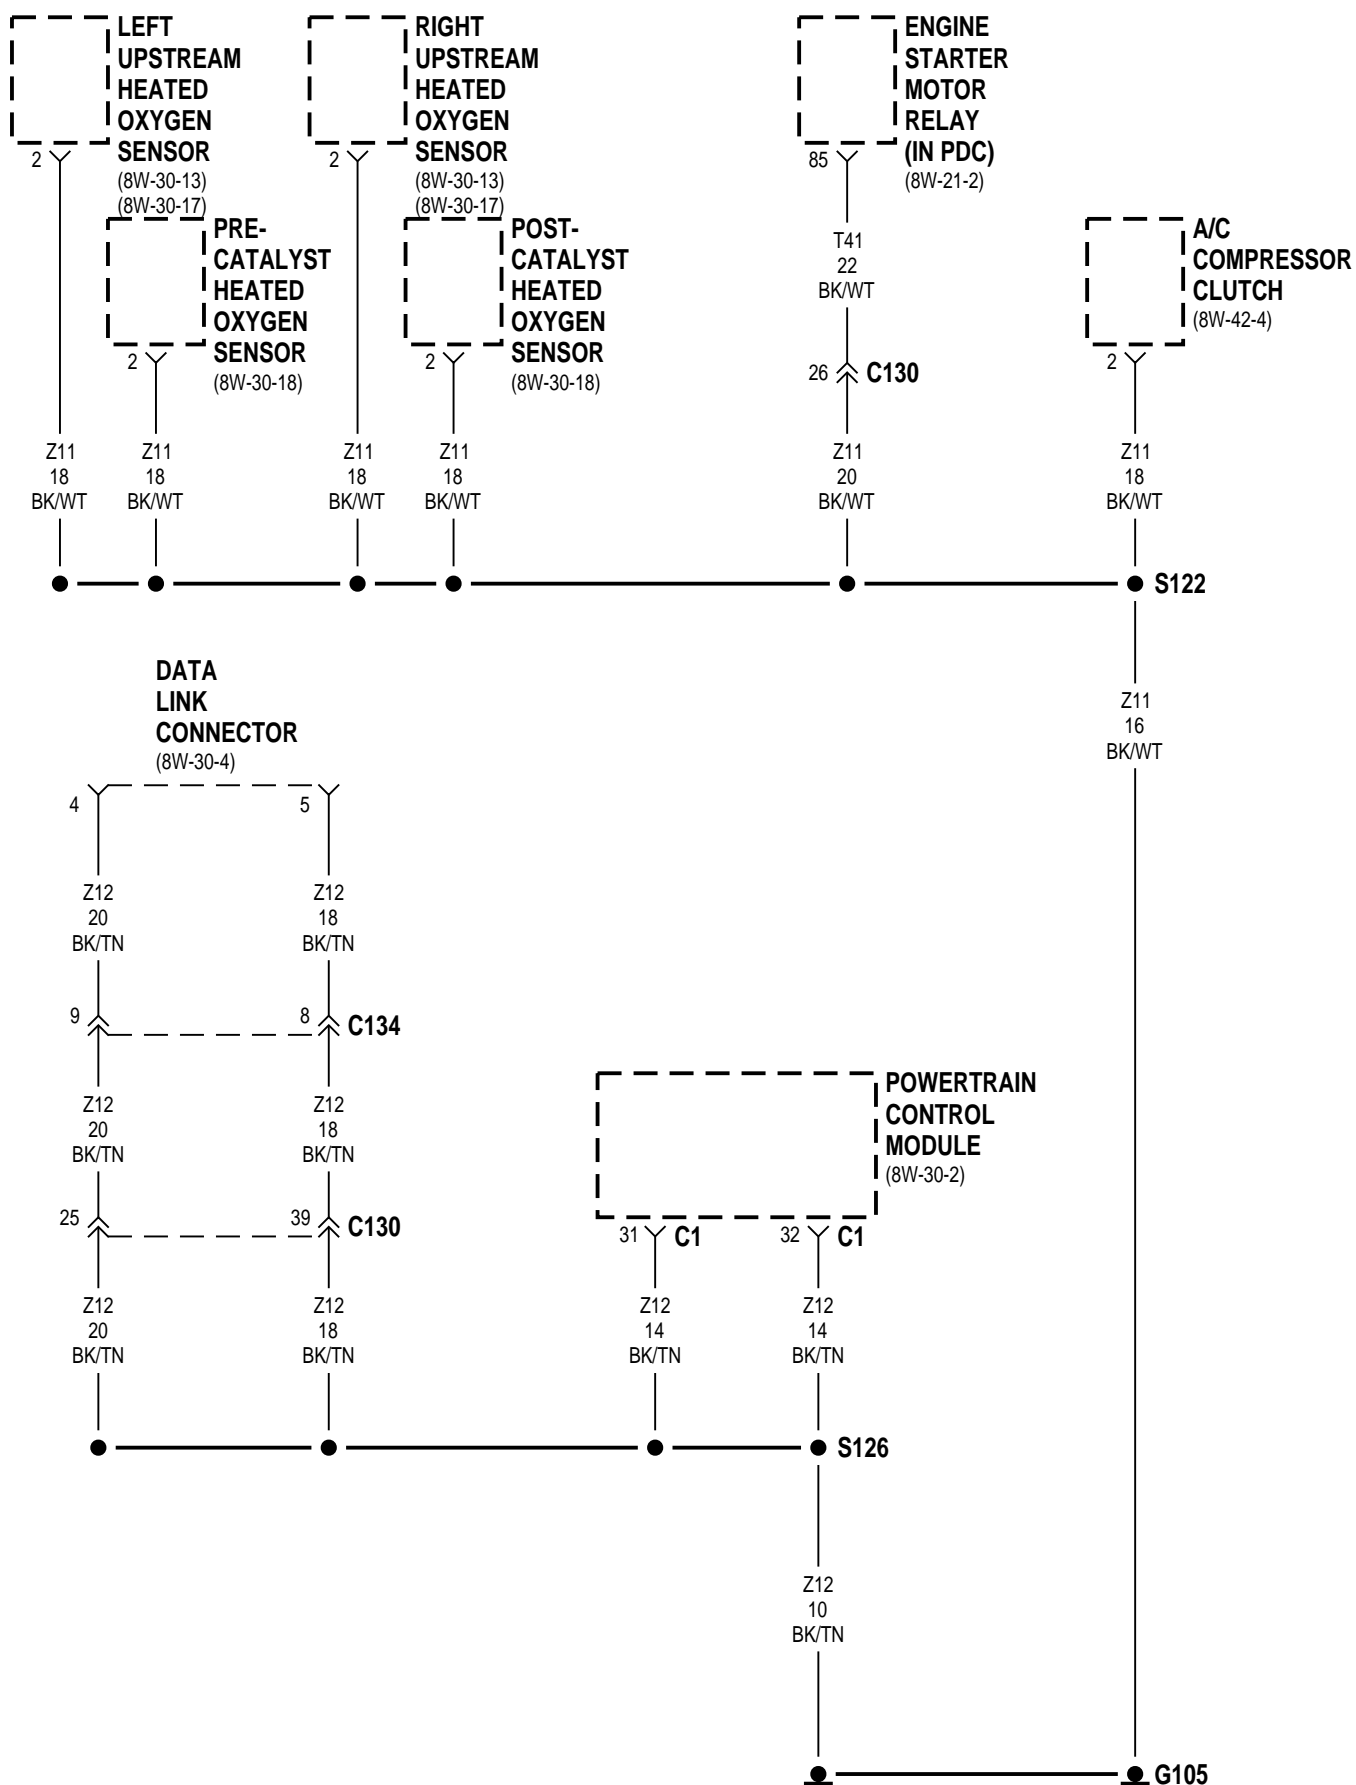 LEFT
UPSTREAM
HEATED
OXYGEN
SENSOR
(8W-30-13)
(8W-30-17)
2
RIGHT
UPSTREAM
HEATED
OXYGEN
SENSOR
(8W-30-13)
(8W-30-17)
2
ENGINE
STARTER
MOTOR
RELAY
(IN PDC)
(8W-21-2)
85
PRE-
CATALYST
HEATED
OXYGEN
SENSOR
(8W-30-18)
2
POST-
CATALYST
HEATED
OXYGEN
SENSOR
(8W-30-18)
2
T41
22
BK/WT
26
C130
A/C
COMPRESSOR
CLUTCH
(8W-42-4)
2
Z11
18
BK/WT
Z11
18
BK/WT
Z11
18
BK/WT
Z11
18
BK/WT
Z11
20
BK/WT
Z11
18
BK/WT
S122
Z11
16
BK/WT
DATA
LINK
CONNECTOR
(8W-30-4)
4
5
Z12
20
BK/TN
Z12
18
BK/TN
9
8
C134
Z12
20
BK/TN
Z12
18
BK/TN
25
39
C130
Z12
20
BK/TN
Z12
18
BK/TN
POWERTRAIN
CONTROL
MODULE
(8W-30-2)
31
C1
32
C1
Z12
14
BK/TN
Z12
14
BK/TN
S126
Z12
10
BK/TN
G105